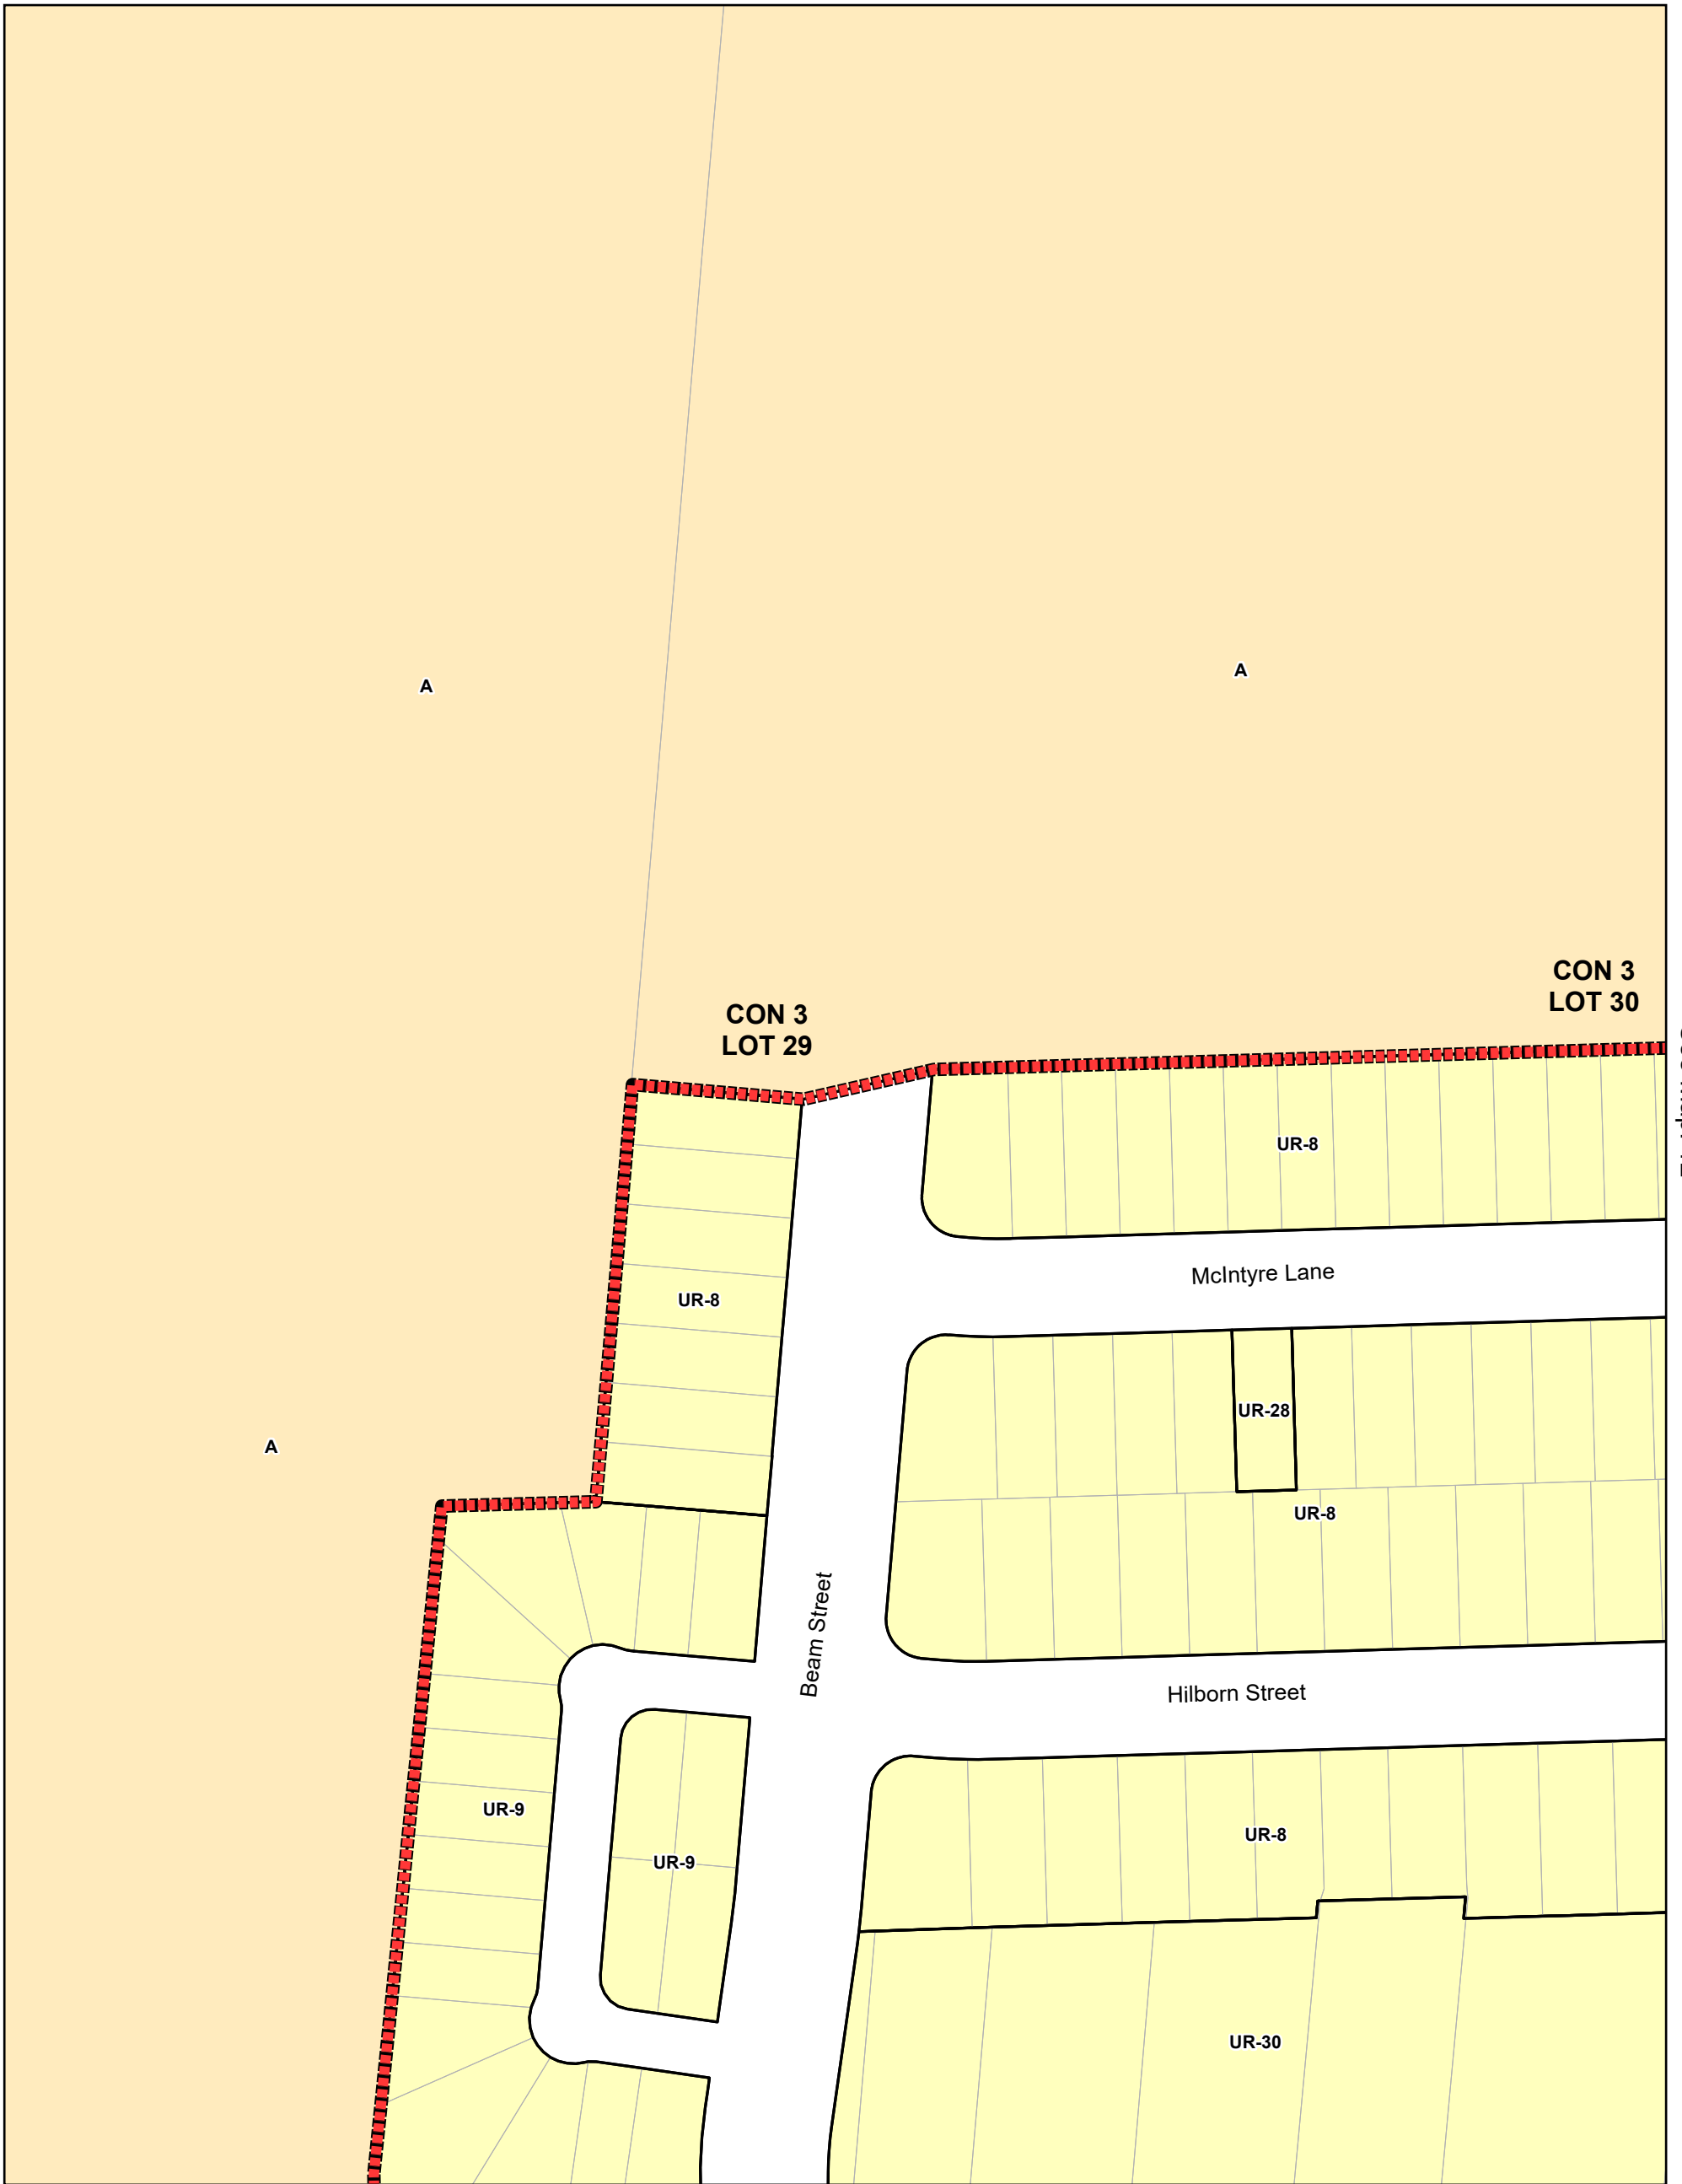 A
A
CON 3
LOT 30
CON 3
LOT 29
UR-8
McIntyre Lane
UR-8
UR-28
A
UR-8
Beam Street
Hilborn Street
UR-9
UR-8
UR-9
UR-30